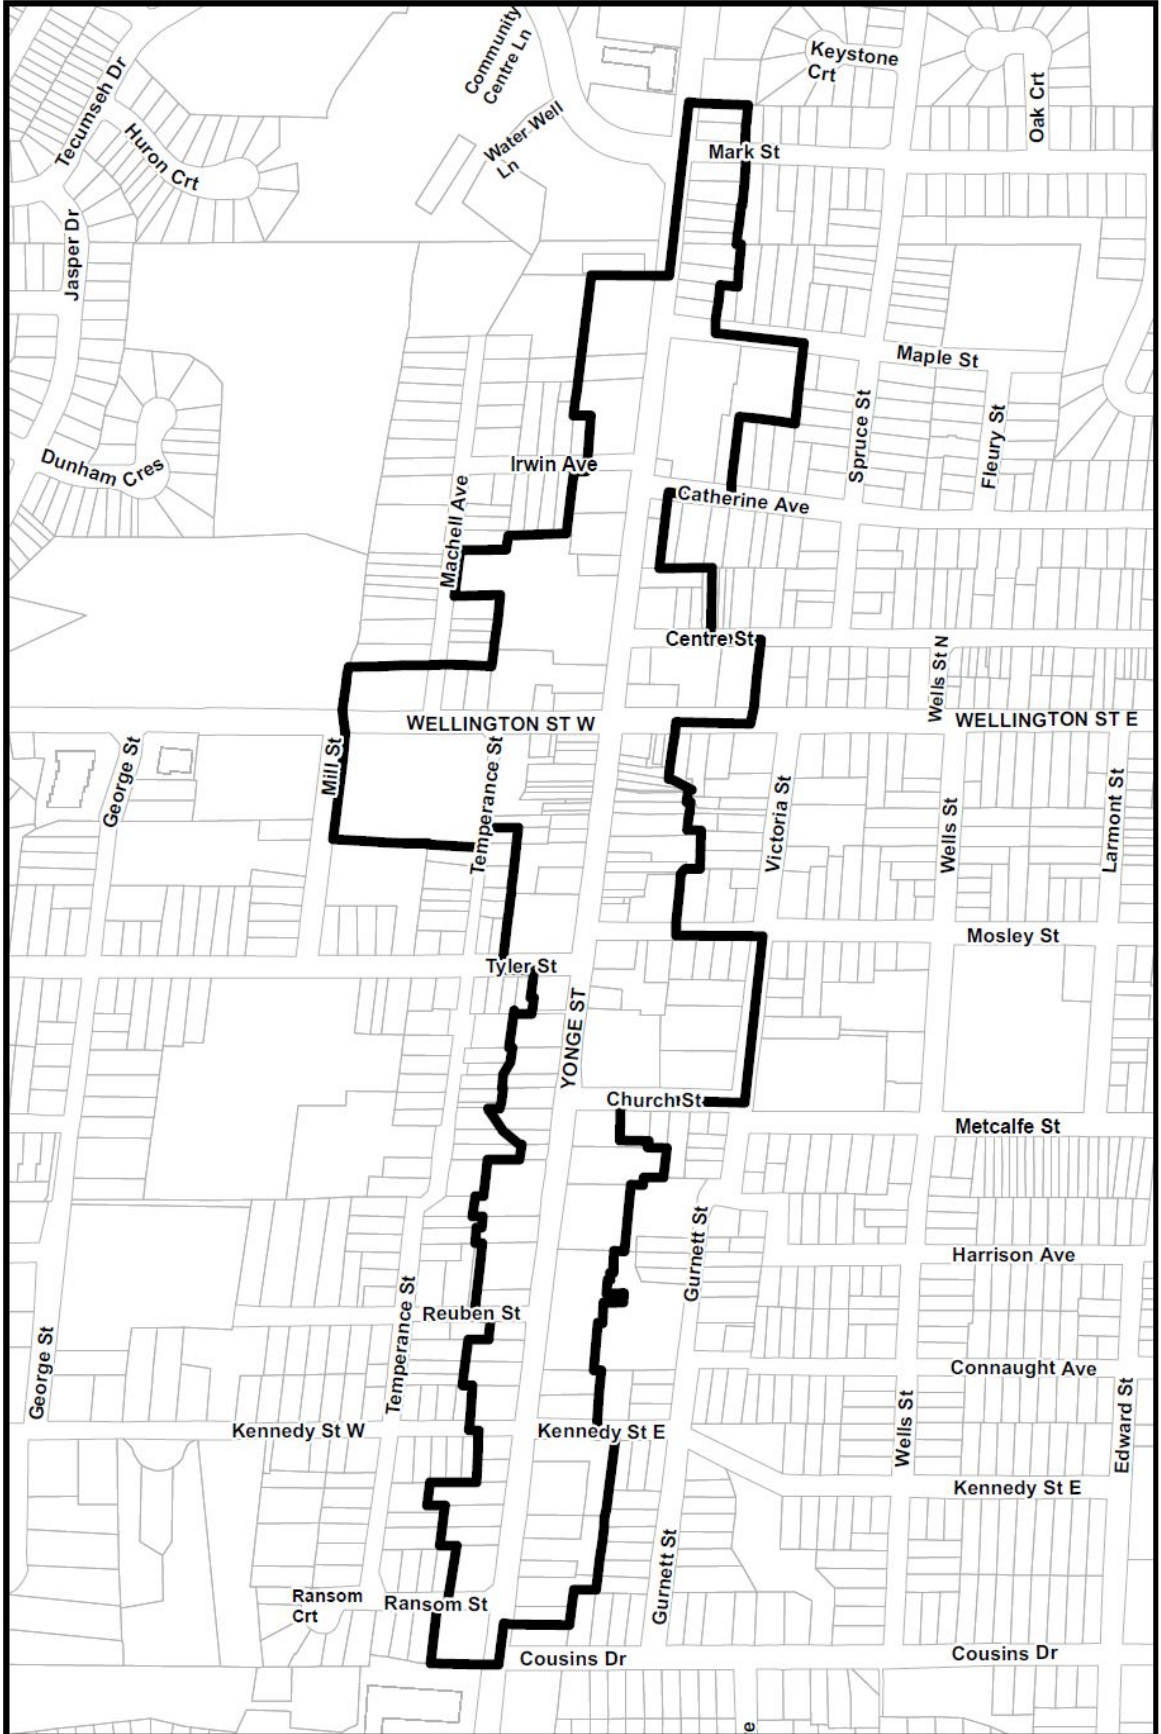 Community
Centre Ln
Keystone
Crt
Tecumseh Dr
Oak Crt
Water Well
Ln
Huron Crt
Mark St
Jasper Dr
Maple St
Spruce St
Fleury St
Dunham Cres
Irwin Ave
Machell Ave
Catherine Ave
Centre St
Wells St N
WELLINGTON ST W
WELLINGTON ST E
George St
Mill St
Temperance St
Victoria St
Wells St
Larmont St
Mosley St
Tyler St
YONGE ST
Church St
Metcalfe St
Gurnett St
Harrison Ave
Temperance St
Reuben St
George St
Connaught Ave
Wells St
Edward St
Kennedy St W
Kennedy St E
Kennedy St E
Gurnett St
Ransom
Crt
Ransom St
Cousins Dr
Cousins Dr
e